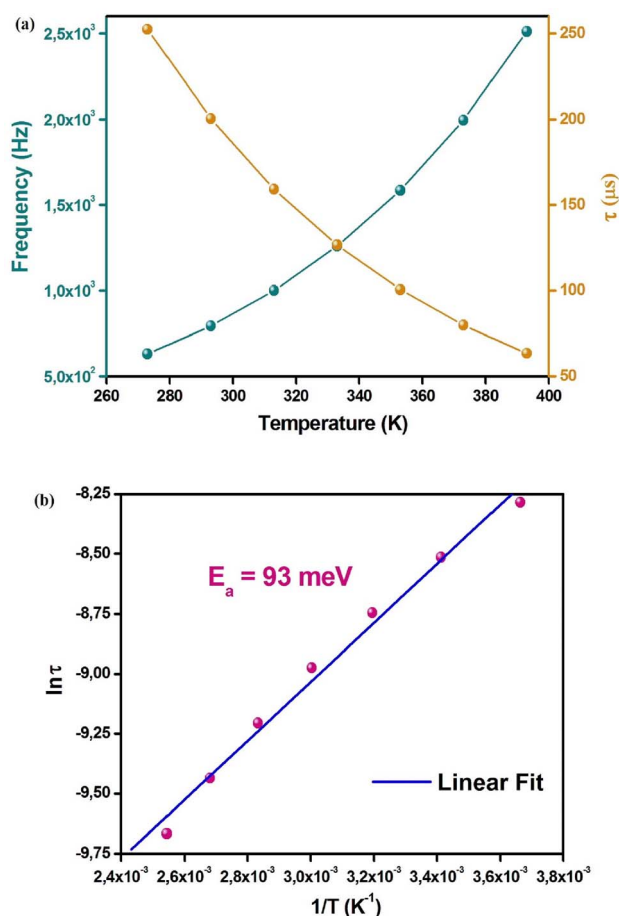 (a)
2,5x10³
2,0x10³
1,5x10³
1,0x10³
5,0x10²
Frequency (Hz)
250
200
150
100
50
τ (µs)
260 280 300 320 340 360 380 400
Temperature (K)
(b)
-8,25
-8,50
-8,75
-9,00
-9,25
-9,50
-9,75
ln τ
Eₐ = 93 meV
Linear Fit
2,4x10⁻³ 2,6x10⁻³ 2,8x10⁻³ 3,0x10⁻³ 3,2x10⁻³ 3,4x10⁻³ 3,6x10⁻³ 3,8x10⁻³
1/T (K⁻¹)